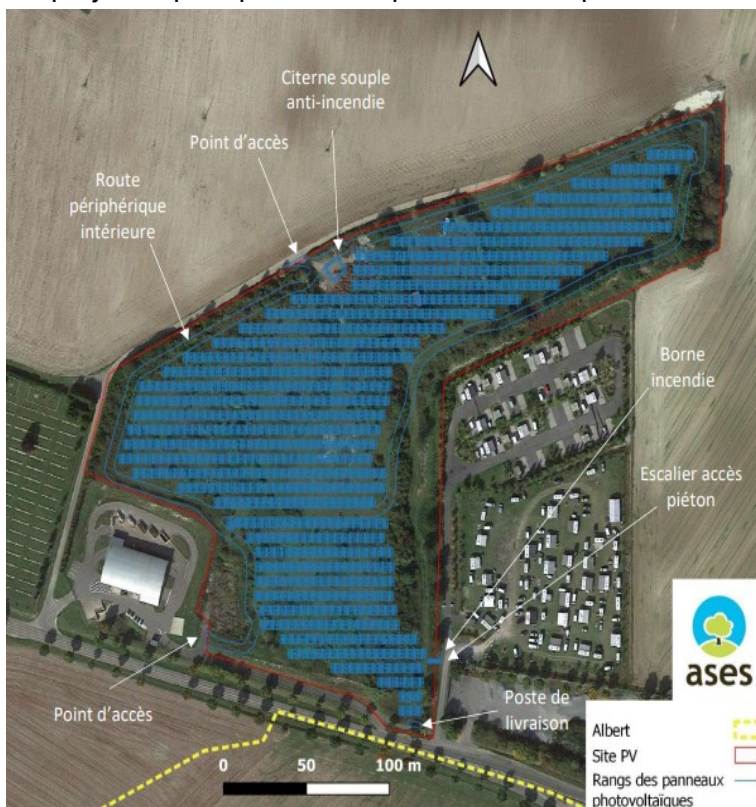 Citerne souple
anti-incendie
Point d'accès
Route
périphérique
intérieure
Borne
incendie
Escalier accès
piéton
ases
Poste de
livraison
Point d'accès
0 50 100 m
Albert
Site PV
Rangs des panneaux
photovoltaïques